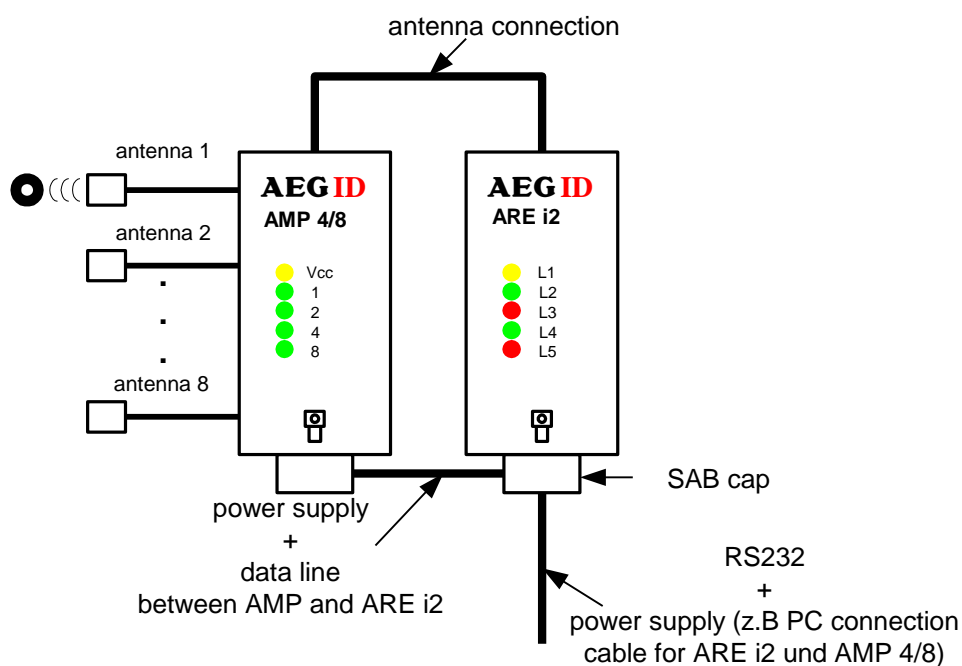 antenna connection
antenna 1
AEG ID
AMP 4/8
AEG ID
ARE i2
antenna 2
Vcc
1
2
4
8
L1
L2
L3
L4
L5
antenna 8
SAB cap
power supply
+
data line
between AMP and ARE i2
RS232
+
power supply (z.B PC connection
cable for ARE i2 und AMP 4/8)